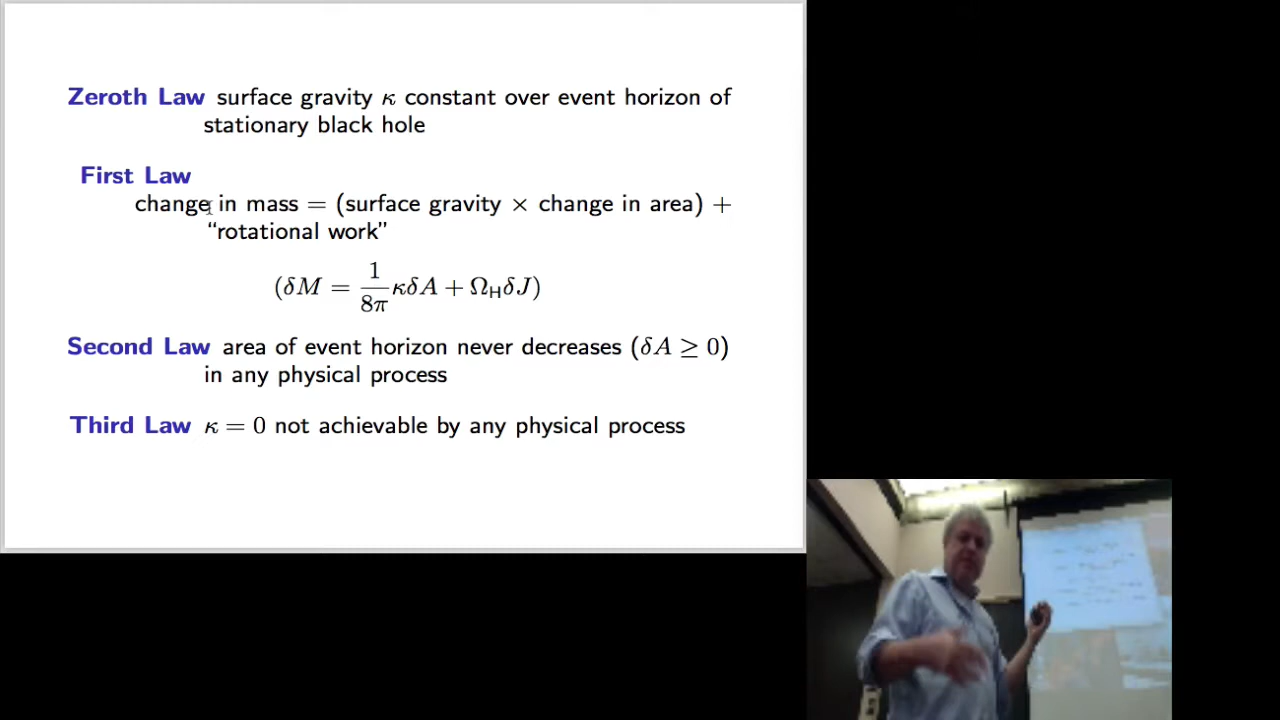 Zeroth Law surface gravity κ constant over event horizon of
stationary black hole
First Law
change in mass = (surface gravity × change in area) +
“rotational work”
(δM = 1/8π κδA + Ω_H δJ)
Second Law area of event horizon never decreases (δA ≥ 0)
in any physical process
Third Law κ = 0 not achievable by any physical process